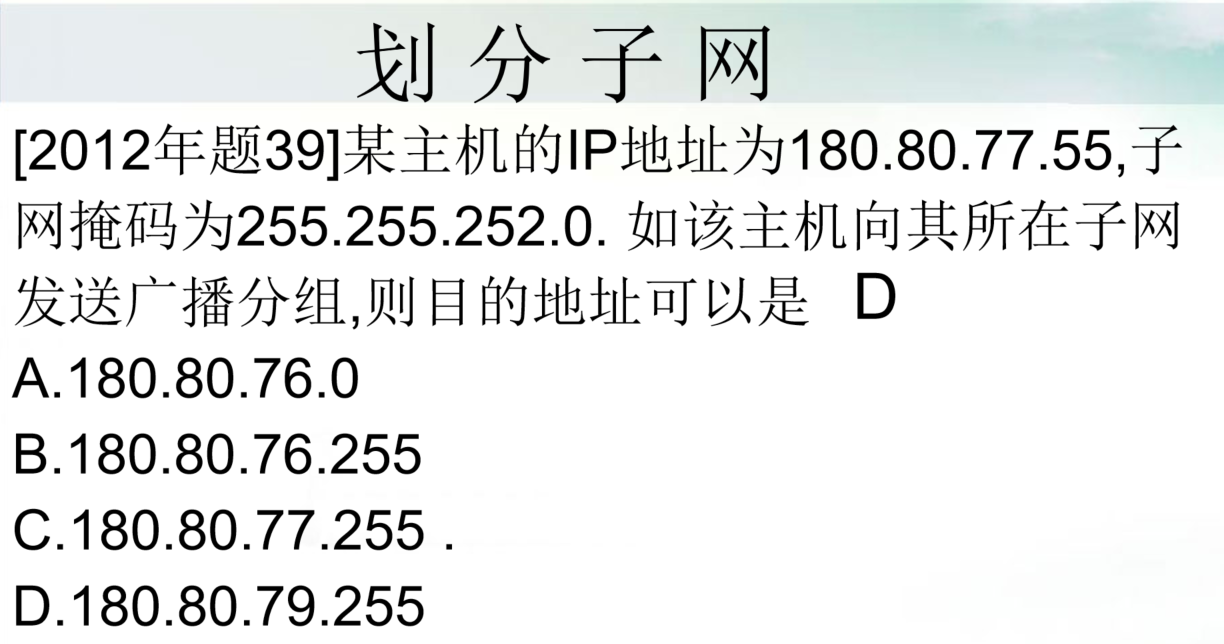 划 分 子 网
[2012年题39]某主机的IP地址为180.80.77.55,子
网掩码为255.255.252.0. 如该主机向其所在子网
发送广播分组,则目的地址可以是 D
A.180.80.76.0
B.180.80.76.255
C.180.80.77.255 .
D.180.80.79.255